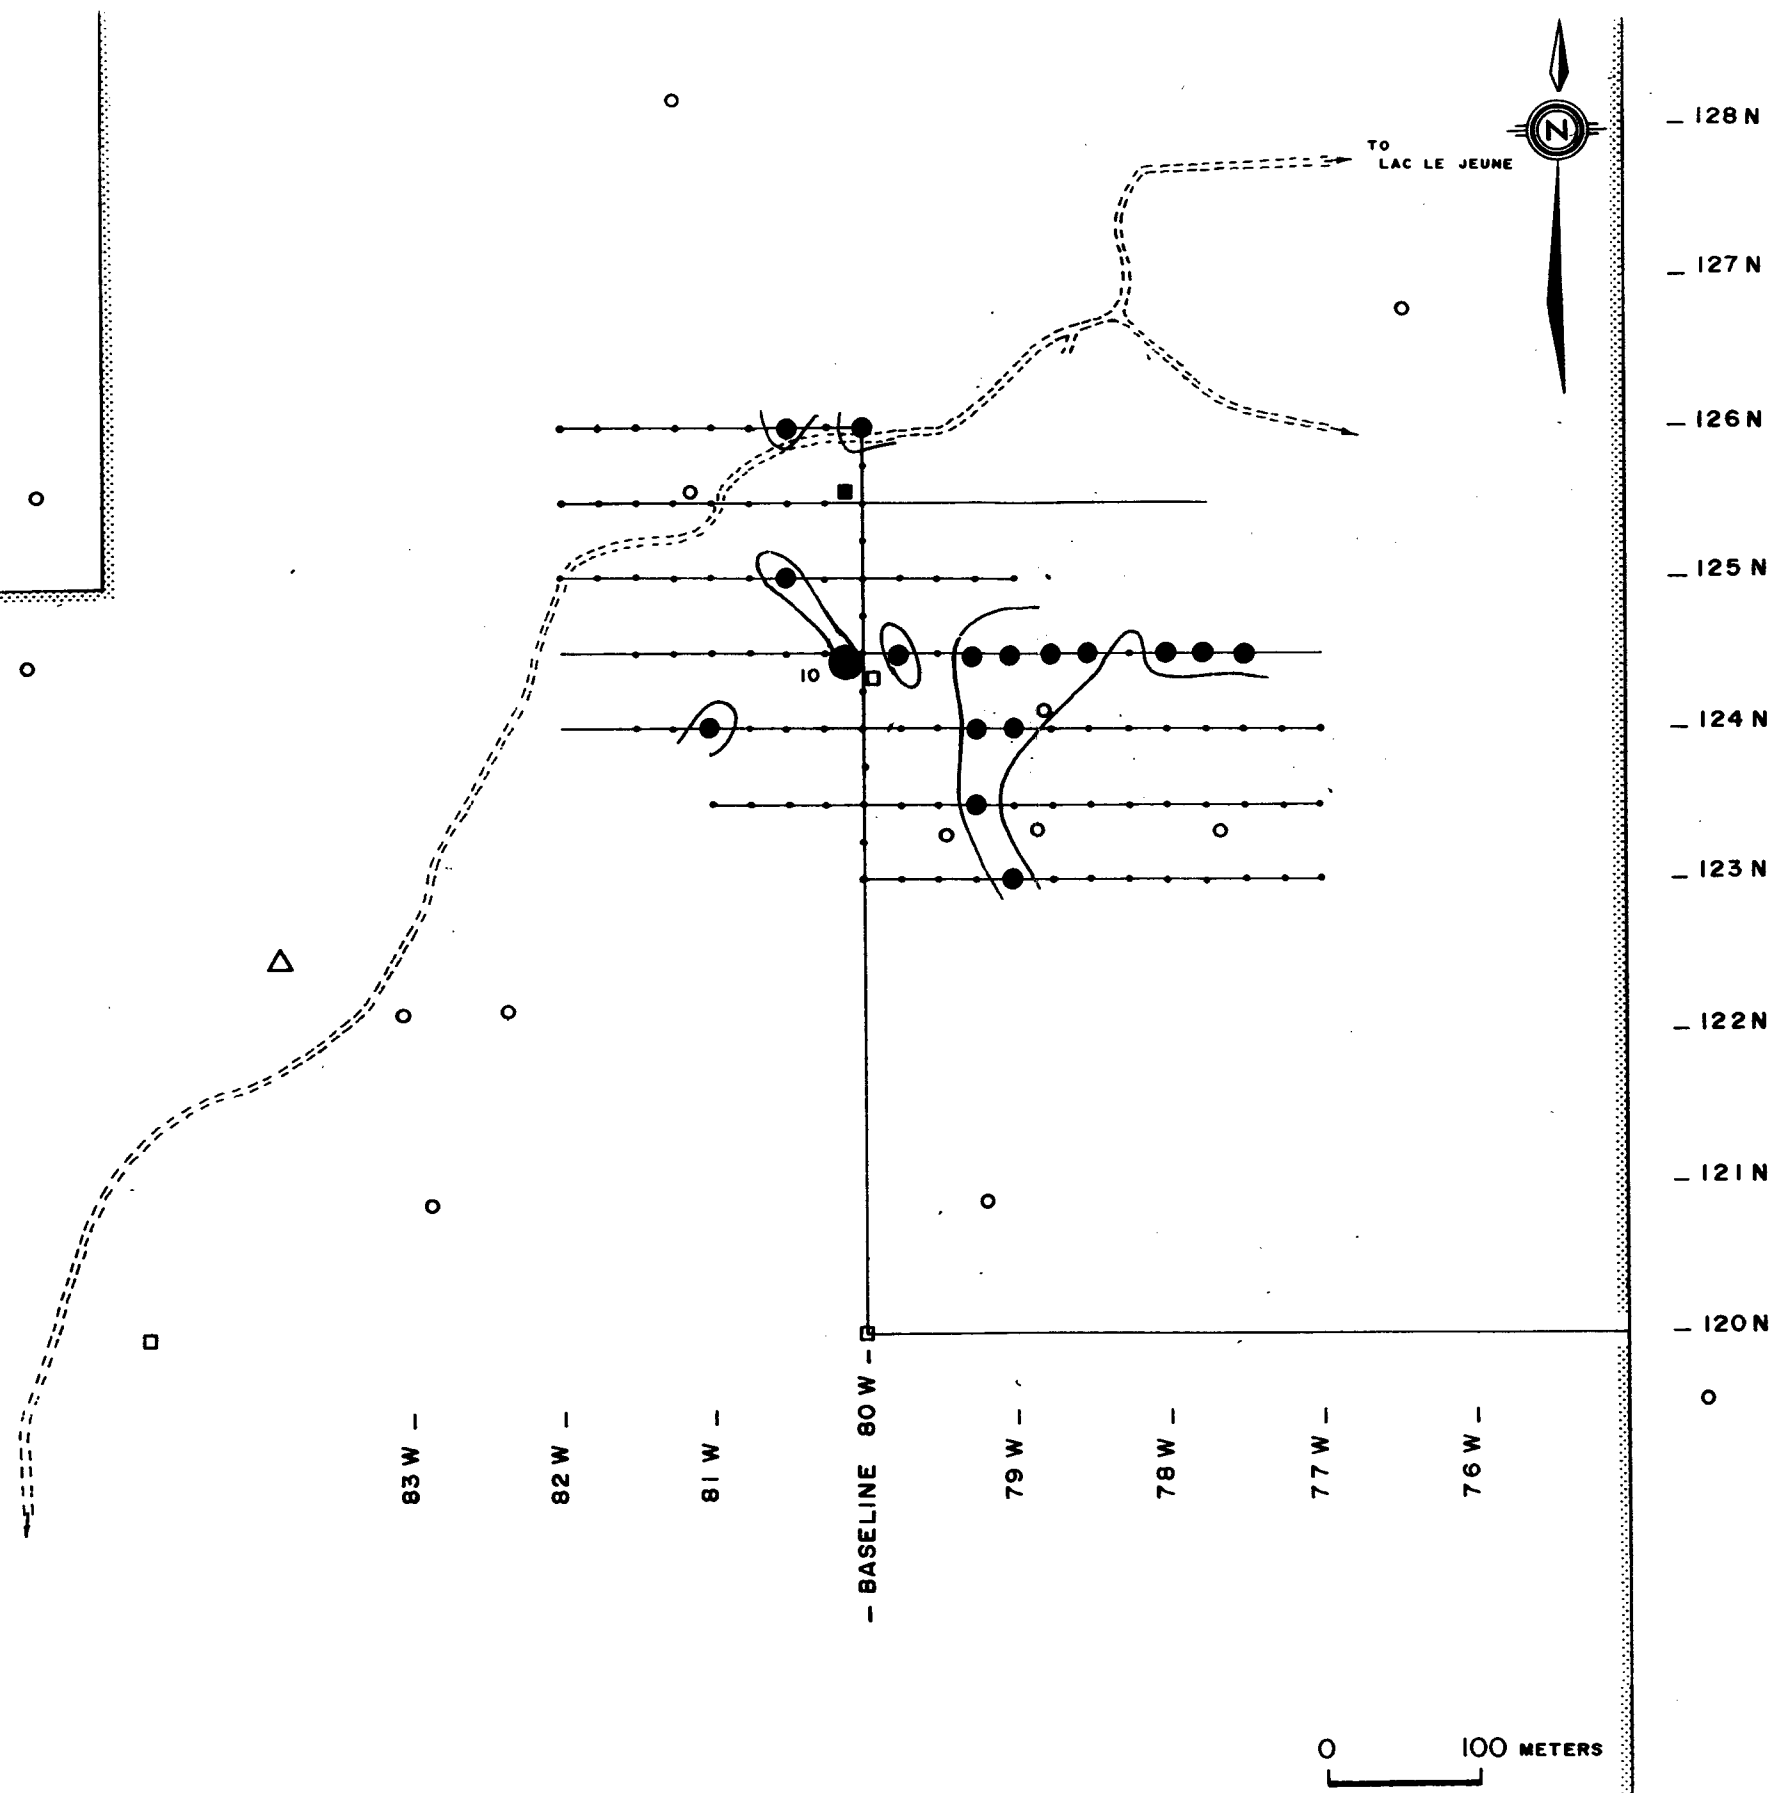 128 N
N
TO
LAC LE JEUNE
127 N
126 N
125 N
10
124 N
123 N
122 N
121 N
120 N
83 W
82 W
81 W
BASELINE 80 W
79 W
78 W
77 W
76 W
0 100 METERS